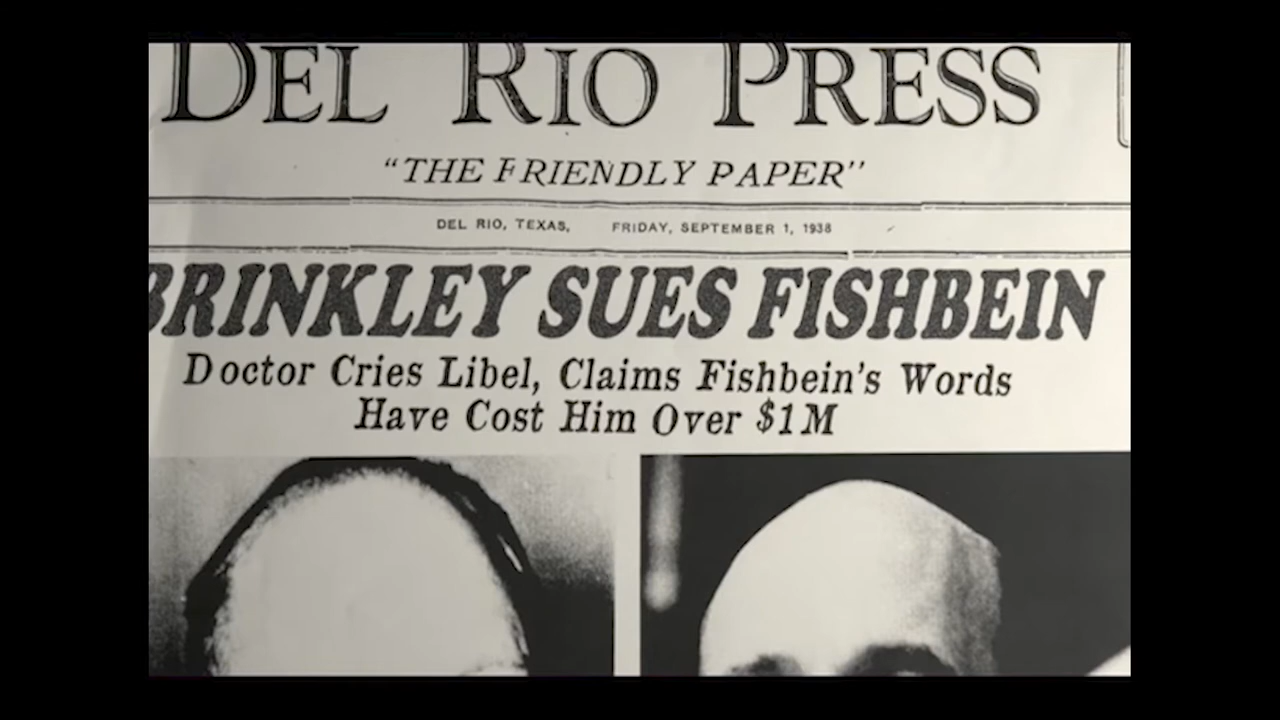 DEL RIO PRESS
“THE FRIENDLY PAPER”
DEL RIO, TEXAS, FRIDAY, SEPTEMBER 1, 1938
BRINKLEY SUES FISHBEIN
Doctor Cries Libel, Claims Fishbein's Words
Have Cost Him Over $1M